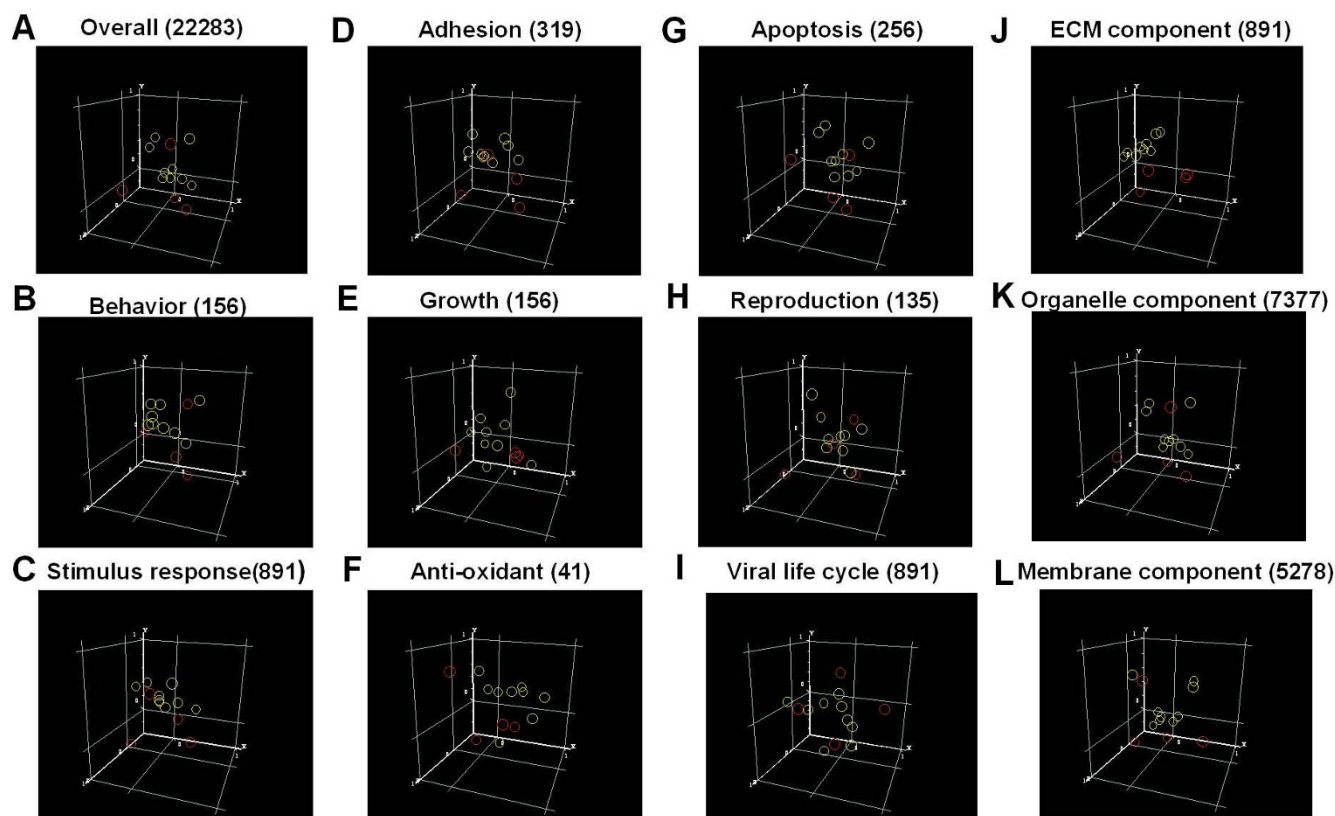 A Overall (22283)
D Adhesion (319)
G Apoptosis (256)
J ECM component (891)
B Behavior (156)
E Growth (156)
H Reproduction (135)
K Organelle component (7377)
C Stimulus response(891)
F Anti-oxidant (41)
I Viral life cycle (891)
L Membrane component (5278)